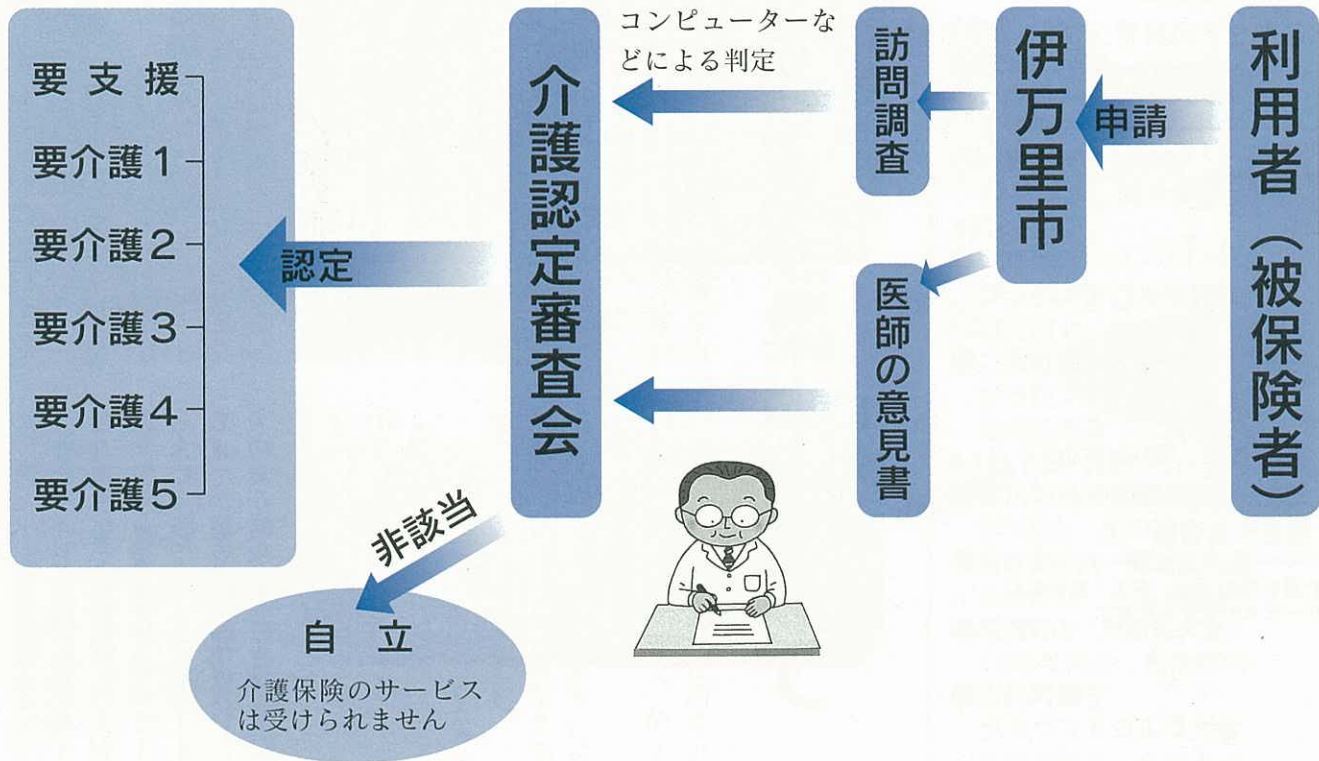 利用者（被保険者）
申請
伊万里市
訪問調査
医師の意見書
コンピューターな
どによる判定
介護認定審査会
認定
要支援
要介護1
要介護2
要介護3
要介護4
要介護5
非該当
自立
介護保険のサービス
は受けられません